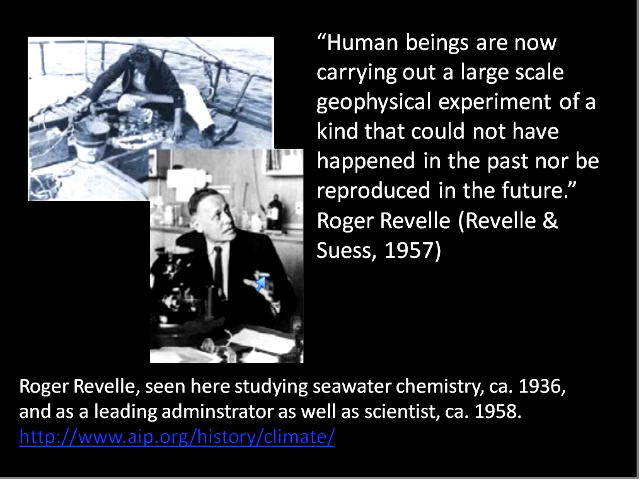 “Human beings are now
carrying out a large scale
geophysical experiment of a
kind that could not have
happened in the past nor be
reproduced in the future.”
Roger Revelle (Revelle &
Suess, 1957)
Roger Revelle, seen here studying seawater chemistry, ca. 1936,
and as a leading adminstrator as well as scientist, ca. 1958.
http://www.aip.org/history/climate/